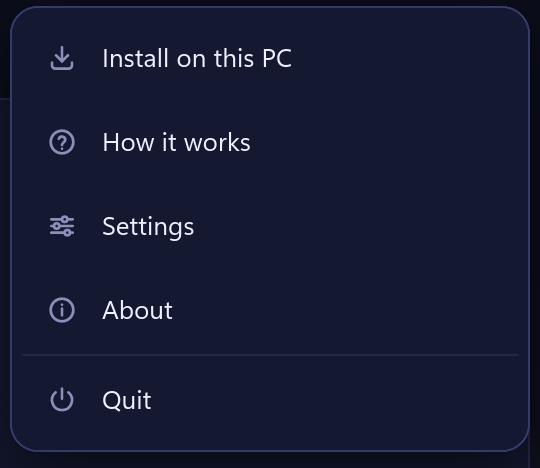 Install on this PC
How it works
Settings
About
Quit